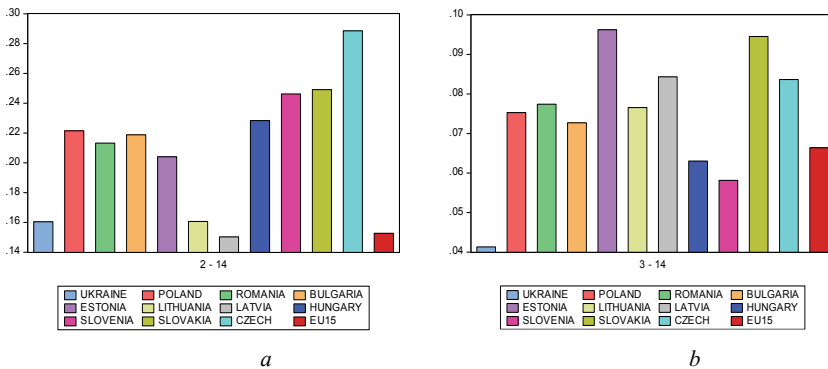 .30
.28
.26
.24
.22
.20
.18
.16
.14
2 - 14
UKRAINE POLAND ROMANIA BULGARIA
ESTONIA LITHUANIA LATVIA HUNGARY
SLOVENIA SLOVAKIA CZECH EU15
a
.10
.09
.08
.07
.06
.05
.04
3 - 14
UKRAINE POLAND ROMANIA BULGARIA
ESTONIA LITHUANIA LATVIA HUNGARY
SLOVENIA SLOVAKIA CZECH EU15
b